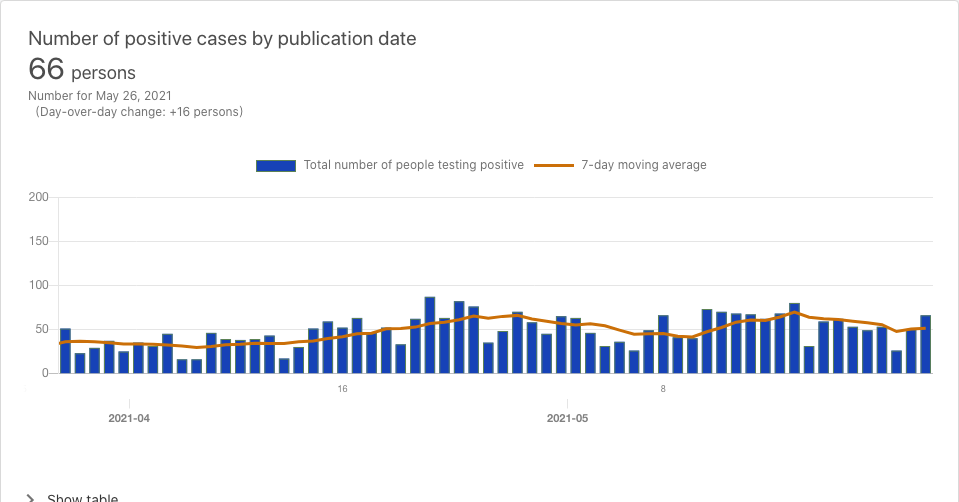 Number of positive cases by publication date
66 persons
Number for May 26, 2021
(Day-over-day change: +16 persons)
Total number of people testing positive 7-day moving average
200
150
100
50
0
16 8
2021-04 2021-05
Show table